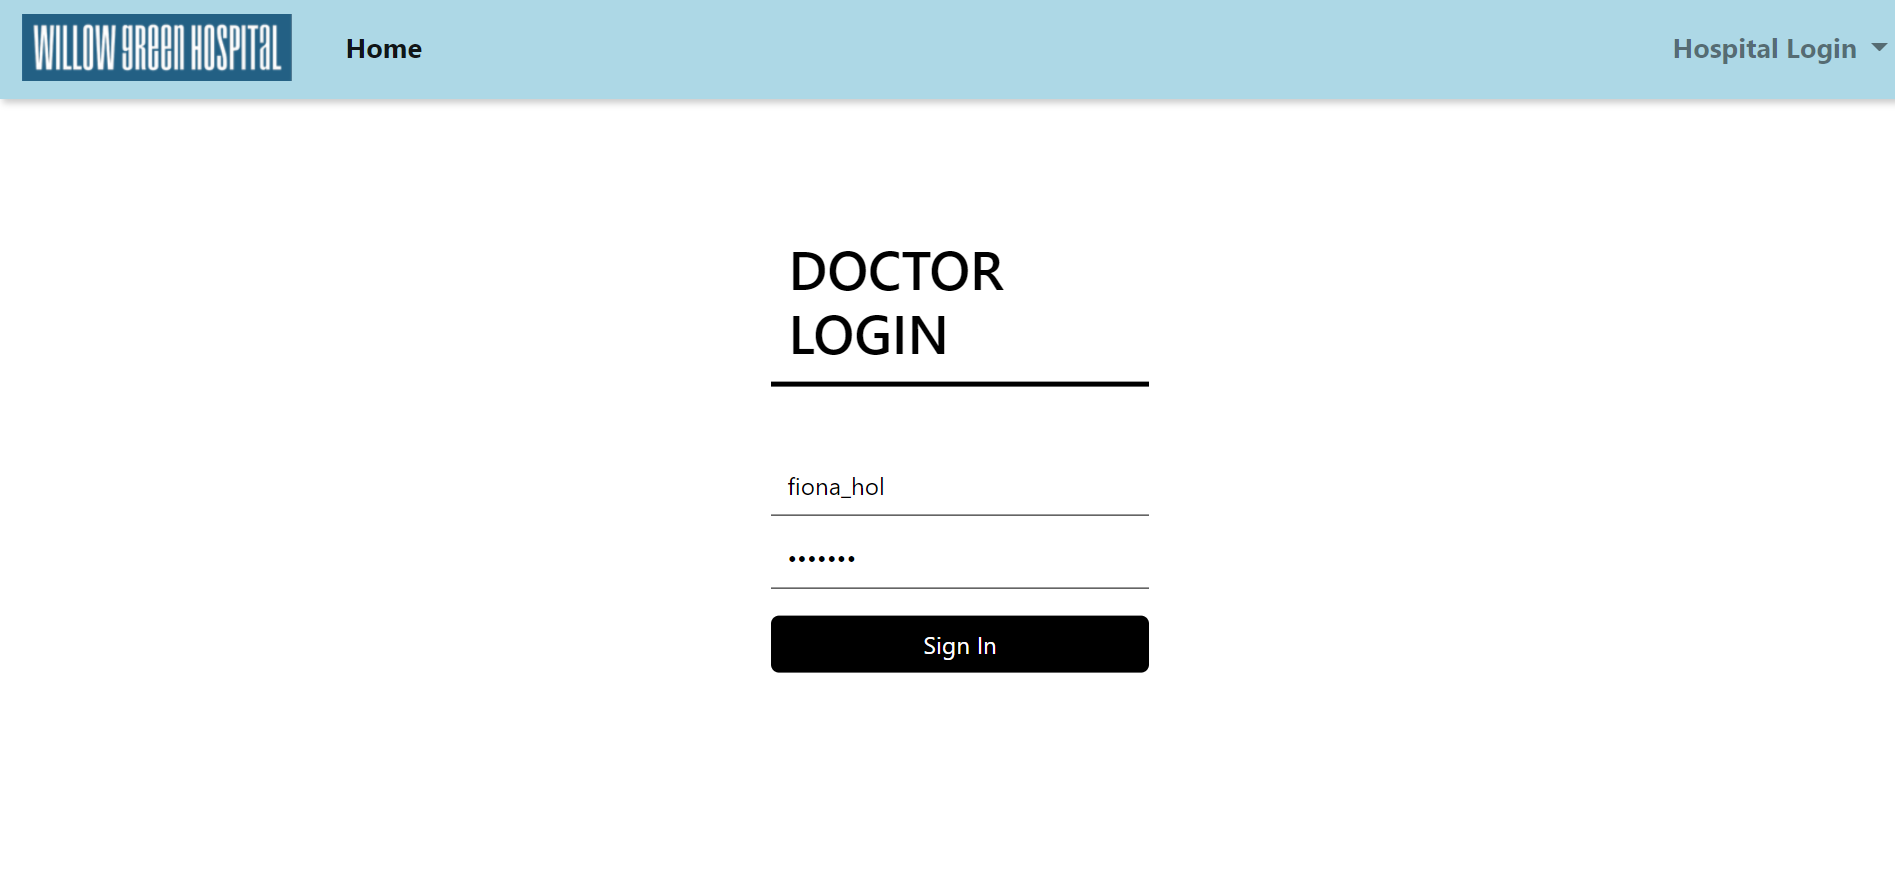 WILLOW GREEN HOSPITAL
Home
Hospital Login
DOCTOR
LOGIN
fiona_hol
•••••••
Sign In